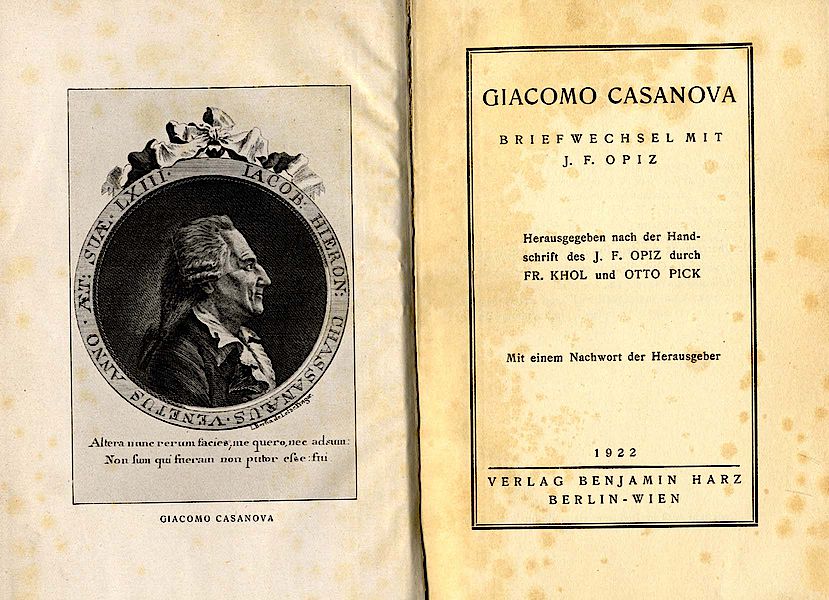 IACOB: HIERON: CHASSANÆUS · VENETUS ANNO · ÆT: SUÆ · LXIII ·
Altera nunc rerum facies, me quero, nec adsum:
Non sum qui fueram non putor esse: fui
GIACOMO CASANOVA
GIACOMO CASANOVA
BRIEFWECHSEL MIT
J. F. OPIZ
Herausgegeben nach der Hand-
schrift des J. F. OPIZ durch
FR. KHOL und OTTO PICK
Mit einem Nachwort der Herausgeber
1922
VERLAG BENJAMIN HARZ
BERLIN-WIEN